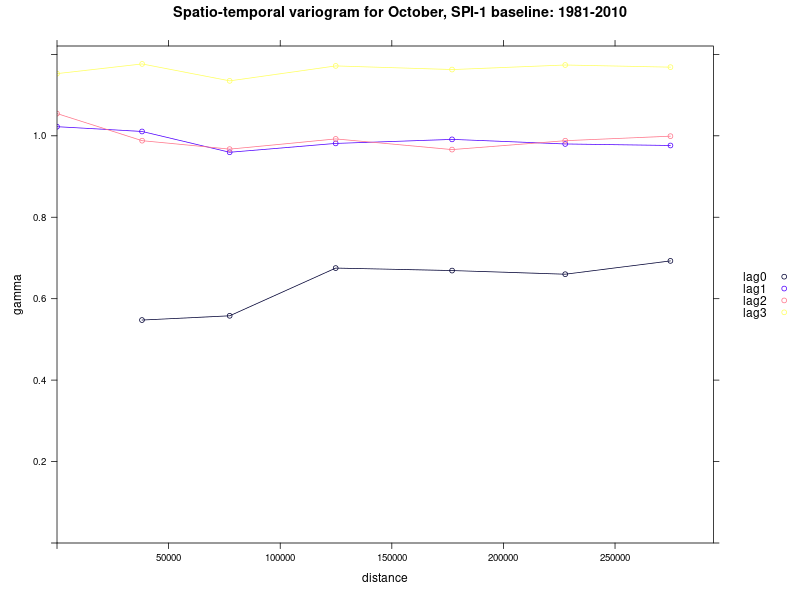 Spatio-temporal variogram for October, SPI-1 baseline: 1981-2010
gamma
1.0
0.8
0.6
0.4
0.2
50000 100000 150000 200000 250000
distance
lag0
lag1
lag2
lag3